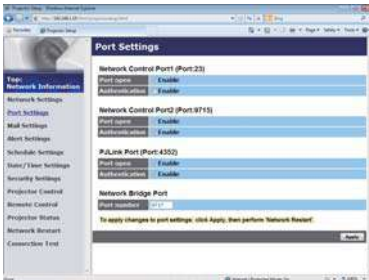 Projector Setup
Port Settings
Top:
Network Information
Network Settings
Port Settings
Mail Settings
Alert Settings
Schedule Settings
Date/Time Settings
Security Settings
Projector Control
Remote Control
Projector Status
Network Restart
Connection Test
Network Control Port1 (Port:23)
Port open Enable
Authentication Enable
Network Control Port2 (Port:9715)
Port open Enable
Authentication Enable
PJLink Port (Port:4352)
Port open Enable
Authentication Enable
Network Bridge Port
Port number
To apply changes to port settings: click Apply, then perform 'Network Restart'.
Apply